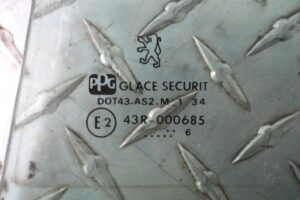 PPG GLACE SECURIT
DOT43.AS2.M 1 34
E2 43R-000685
6